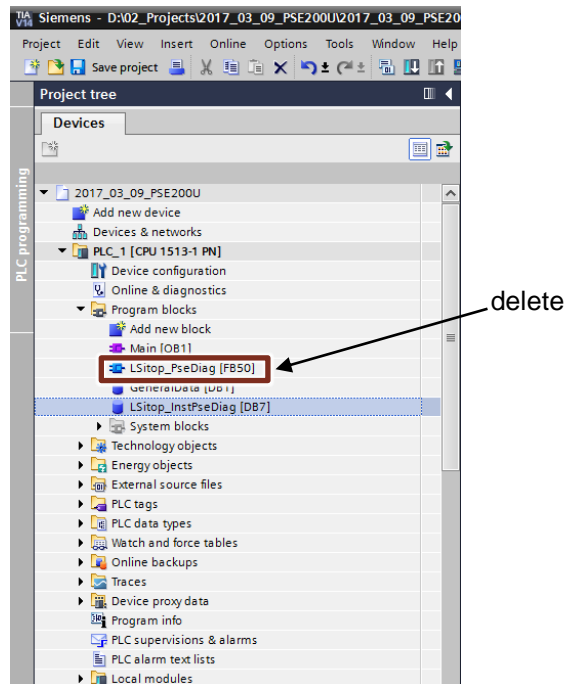 TIA V14 Siemens - D:\02_Projects\2017_03_09_PSE200U\2017_03_09_PSE20
Project Edit View Insert Online Options Tools Window Help
Save project
Project tree
Devices
PLC programming
2017_03_09_PSE200U
Add new device
Devices & networks
PLC_1 [CPU 1513-1 PN]
Device configuration
Online & diagnostics
Program blocks
Add new block
Main [OB1]
LSitop_PseDiag [FB50]
delete
GeneralData [DB1]
LSitop_InstPseDiag [DB7]
System blocks
Technology objects
Energy objects
External source files
PLC tags
PLC data types
Watch and force tables
Online backups
Traces
Device proxy data
Program info
PLC supervisions & alarms
PLC alarm text lists
Local modules